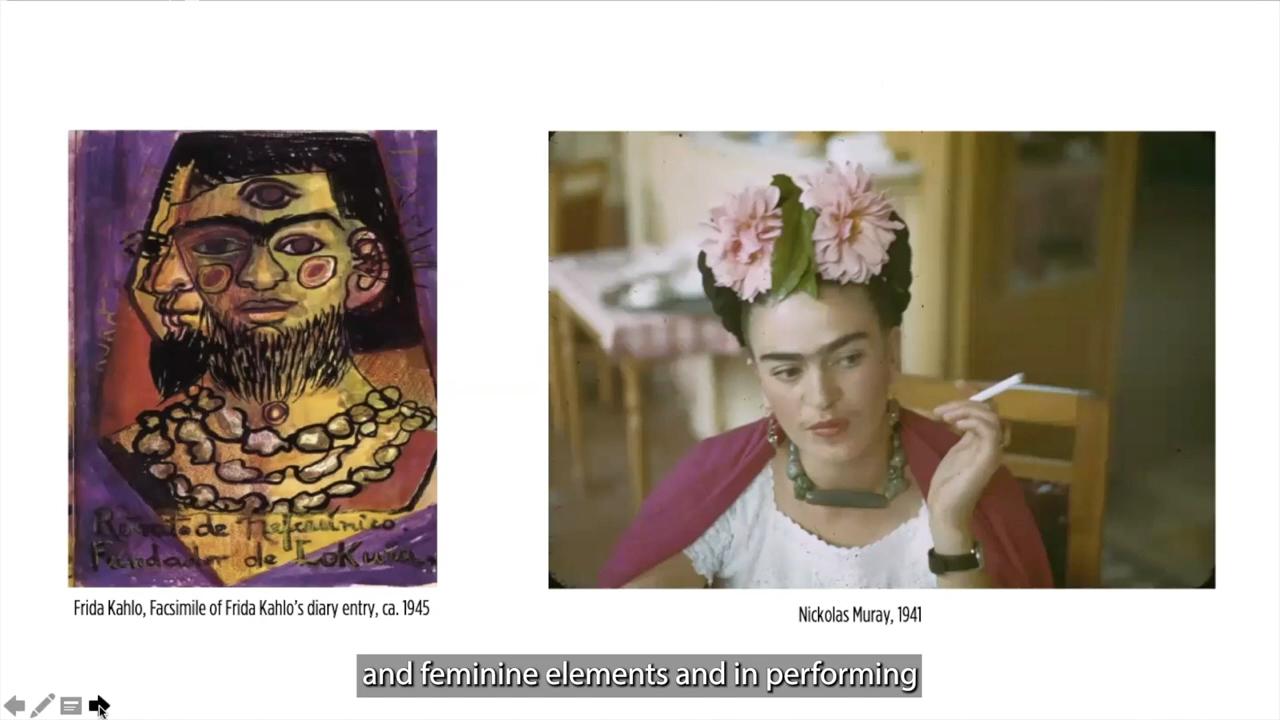 Retrato de Neferúnico.
Fundador de Lokura.
Frida Kahlo, Facsimile of Frida Kahlo's diary entry, ca. 1945
Nickolas Muray, 1941
and feminine elements and in performing